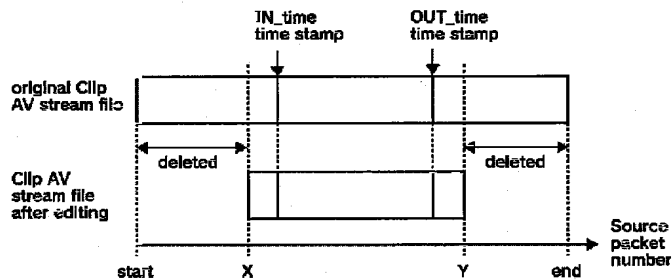 IN_time
time stamp
OUT_time
time stamp
original Clip
AV stream file
deleted
deleted
Clip AV
stream file
after editing
Source
packet
number
start
X
Y
end